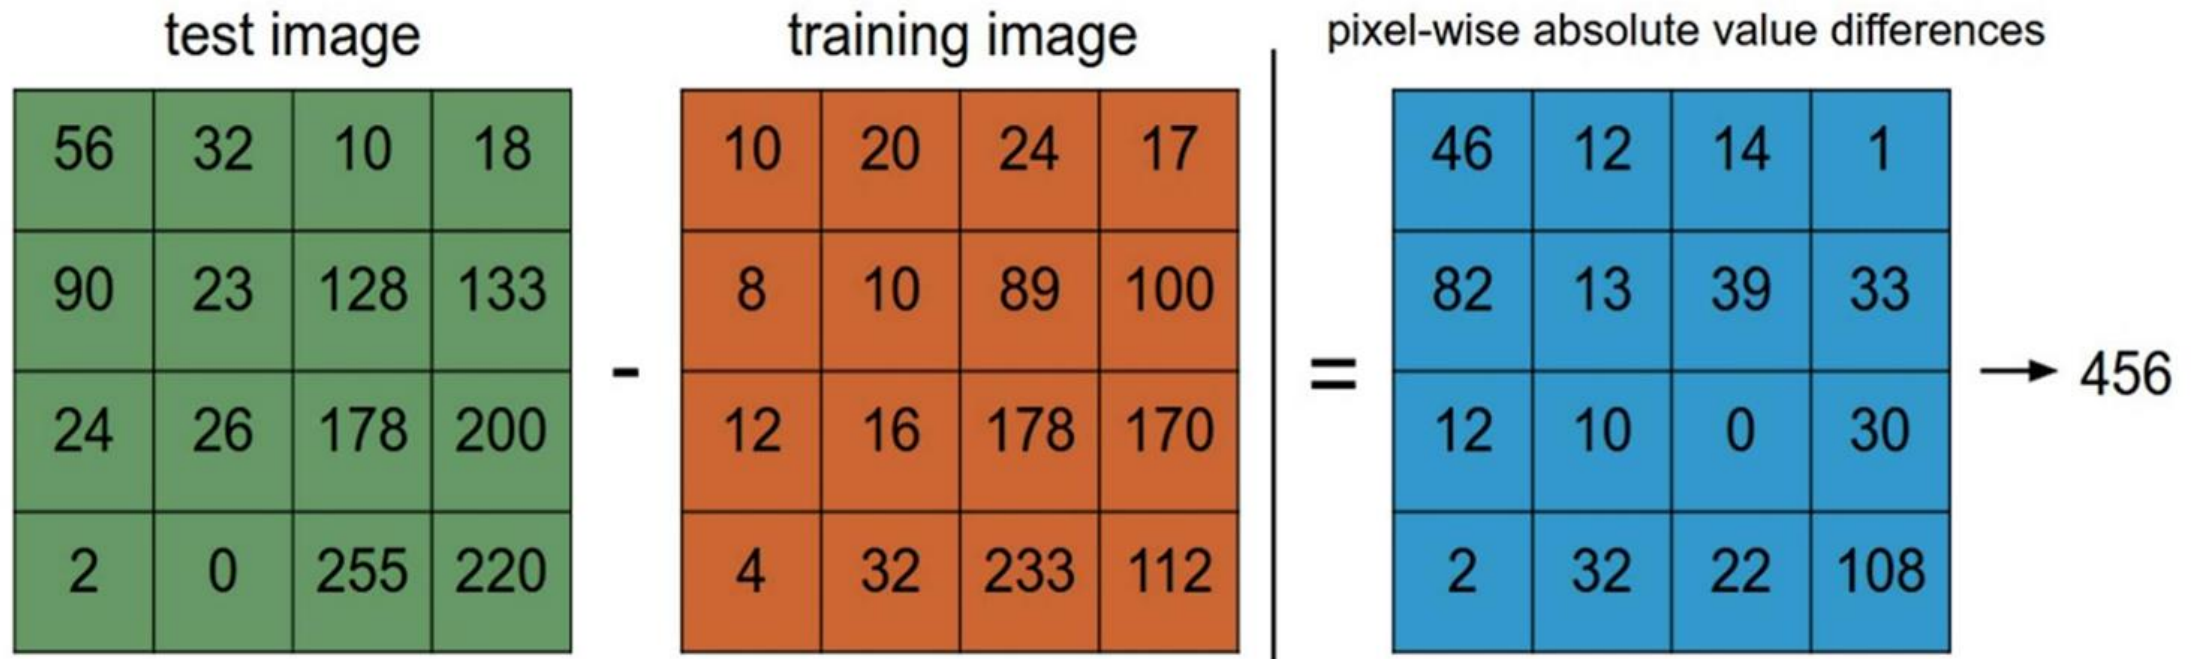 test image
56 32 10 18
90 23 128 133
24 26 178 200
2 0 255 220
-
training image
10 20 24 17
8 10 89 100
12 16 178 170
4 32 233 112
=
pixel-wise absolute value differences
46 12 14 1
82 13 39 33
12 10 0 30
2 32 22 108
→ 456